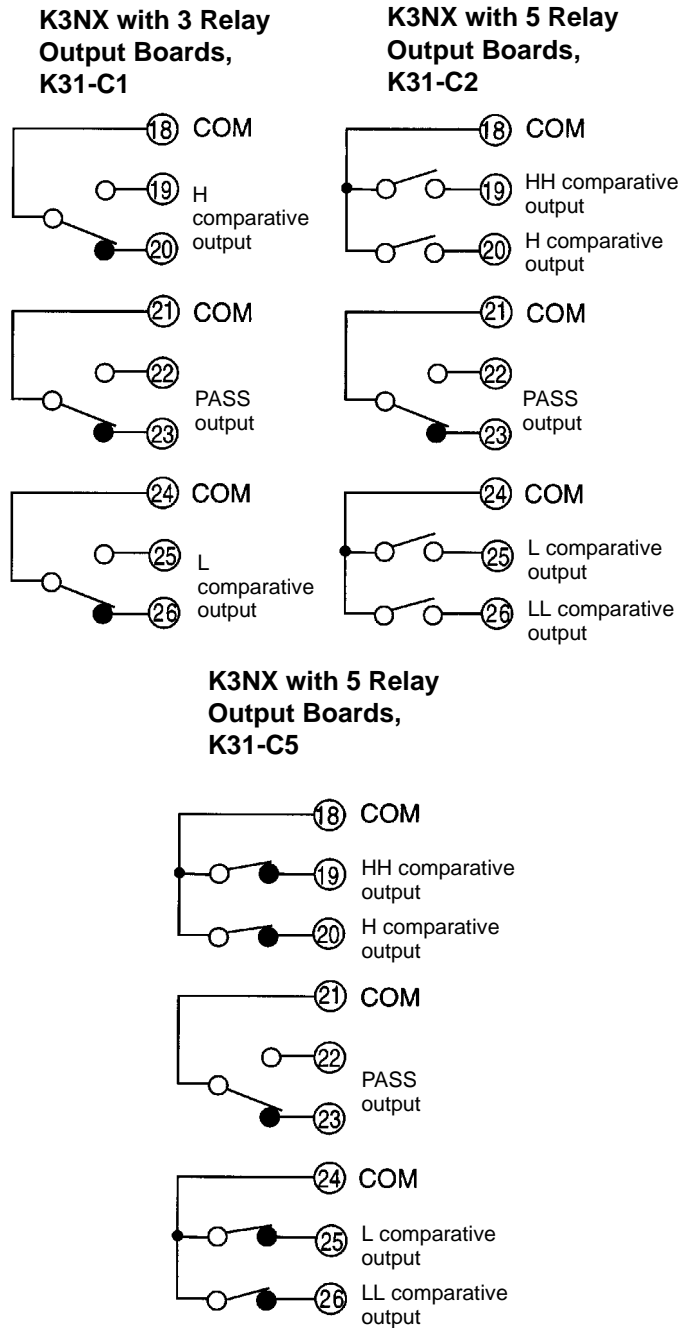 K3NX with 3 Relay
Output Boards,
K31-C1
18 COM
19 H
comparative
20 output
21 COM
22
PASS
23 output
24 COM
25 L
comparative
26 output
K3NX with 5 Relay
Output Boards,
K31-C2
18 COM
19 HH comparative
output
20 H comparative
output
21 COM
22
PASS
23 output
24 COM
25 L comparative
output
26 LL comparative
output
K3NX with 5 Relay
Output Boards,
K31-C5
18 COM
19 HH comparative
output
20 H comparative
output
21 COM
22
PASS
output
23
24 COM
25 L comparative
output
26 LL comparative
output